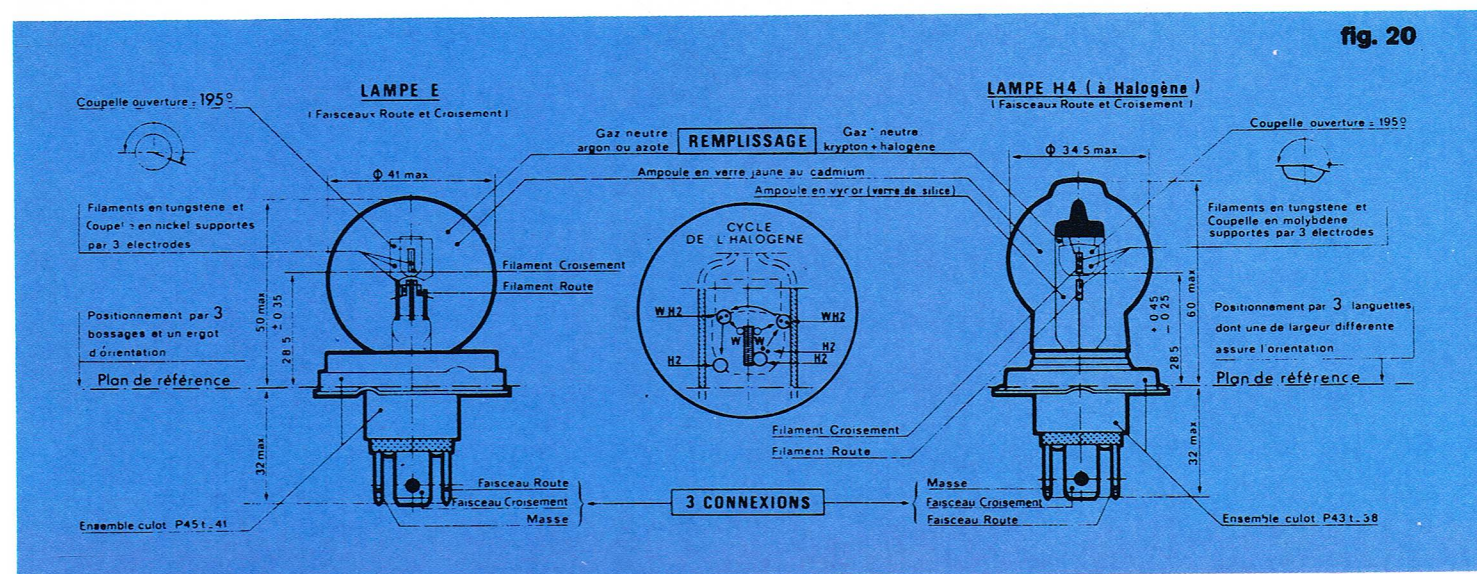 fig. 20
LAMPE E
( Faisceaux Route et Croisement )
Coupelle ouverture = 195°
Φ 41 max
Filaments en tungstène et
Coupelle en nickel supportés
par 3 électrodes
50 max
28,5 ± 0,35
Positionnement par 3
bossages et un ergot
d'orientation
Plan de référence
32 max
Ensemble culot P45 t_41
Gaz neutre
argon ou azote
REMPLISSAGE
Gaz neutre
krypton + halogène
Ampoule en verre jaune au cadmium
Ampoule en vycor (verre de silice)
Filament Croisement
Filament Route
CYCLE
DE L'HALOGENE
WH2
WH2
W
W
H2
H2
H2
Filament Croisement
Filament Route
Faisceau Route
Faisceau Croisement
Masse
3 CONNEXIONS
Masse
Faisceau Croisement
Faisceau Route
LAMPE H4 ( à Halogène )
( Faisceaux Route et Croisement )
Coupelle ouverture = 195°
Φ 34 5 max
Filaments en tungstène et
Coupelle en molybdène
supportés par 3 électrodes
60 max
28,5 + 0,45 − 0,25
Positionnement par 3 languettes
dont une de largeur différente
assure l'orientation
Plan de référence
32 max
Ensemble culot P43 t_38